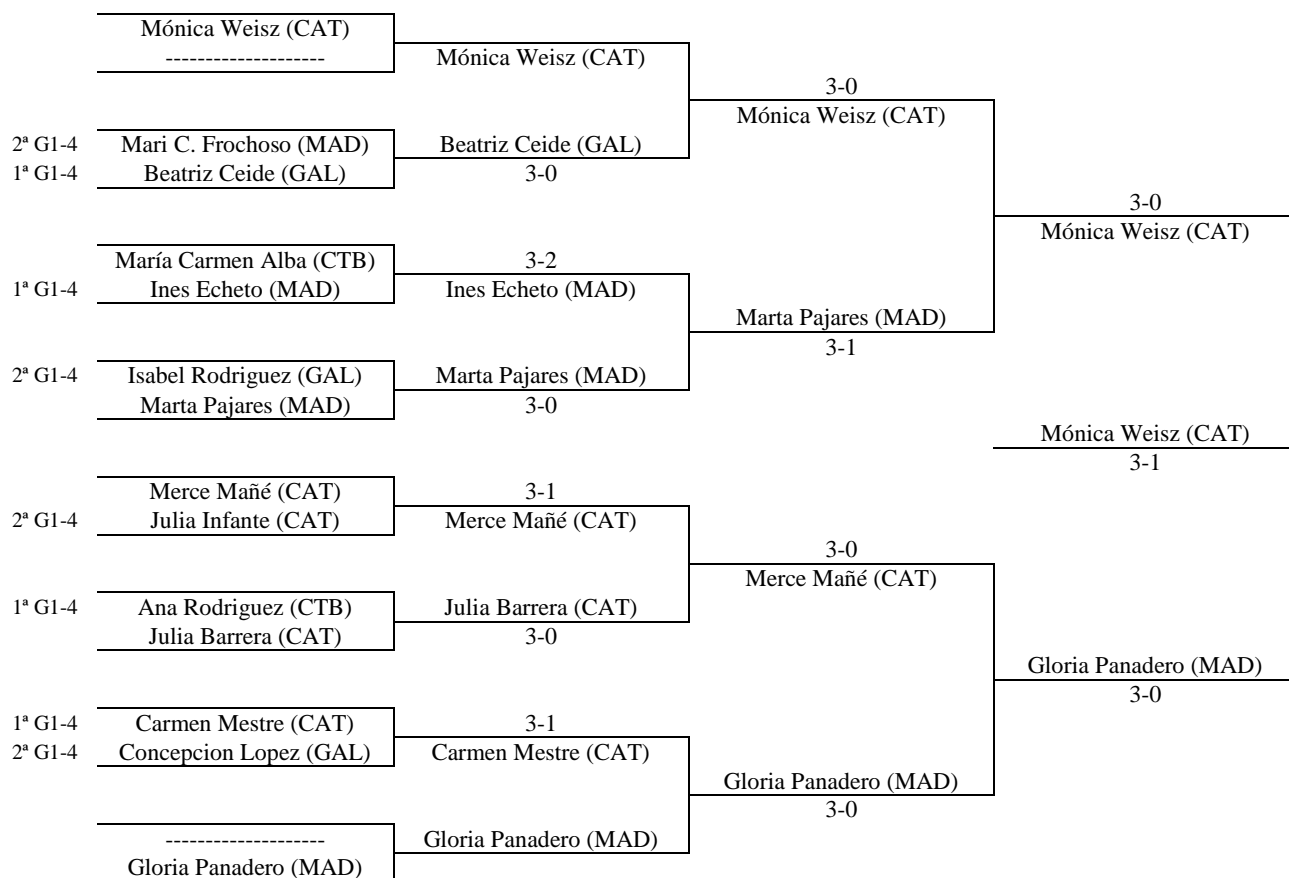 Mónica Weisz (CAT)
--------------------
Mónica Weisz (CAT)
3-0
Mónica Weisz (CAT)
2ª G1-4 Mari C. Frochoso (MAD) Beatriz Ceide (GAL)
1ª G1-4 Beatriz Ceide (GAL) 3-0
3-0
Mónica Weisz (CAT)
María Carmen Alba (CTB) 3-2
1ª G1-4 Ines Echeto (MAD) Ines Echeto (MAD)
Marta Pajares (MAD)
3-1
2ª G1-4 Isabel Rodriguez (GAL) Marta Pajares (MAD)
Marta Pajares (MAD) 3-0
Mónica Weisz (CAT)
3-1
Merce Mañé (CAT) 3-1
2ª G1-4 Julia Infante (CAT) Merce Mañé (CAT)
3-0
Merce Mañé (CAT)
1ª G1-4 Ana Rodriguez (CTB) Julia Barrera (CAT)
Julia Barrera (CAT) 3-0
Gloria Panadero (MAD)
3-0
1ª G1-4 Carmen Mestre (CAT) 3-1
2ª G1-4 Concepcion Lopez (GAL) Carmen Mestre (CAT)
Gloria Panadero (MAD)
3-0
-------------------- Gloria Panadero (MAD)
Gloria Panadero (MAD)